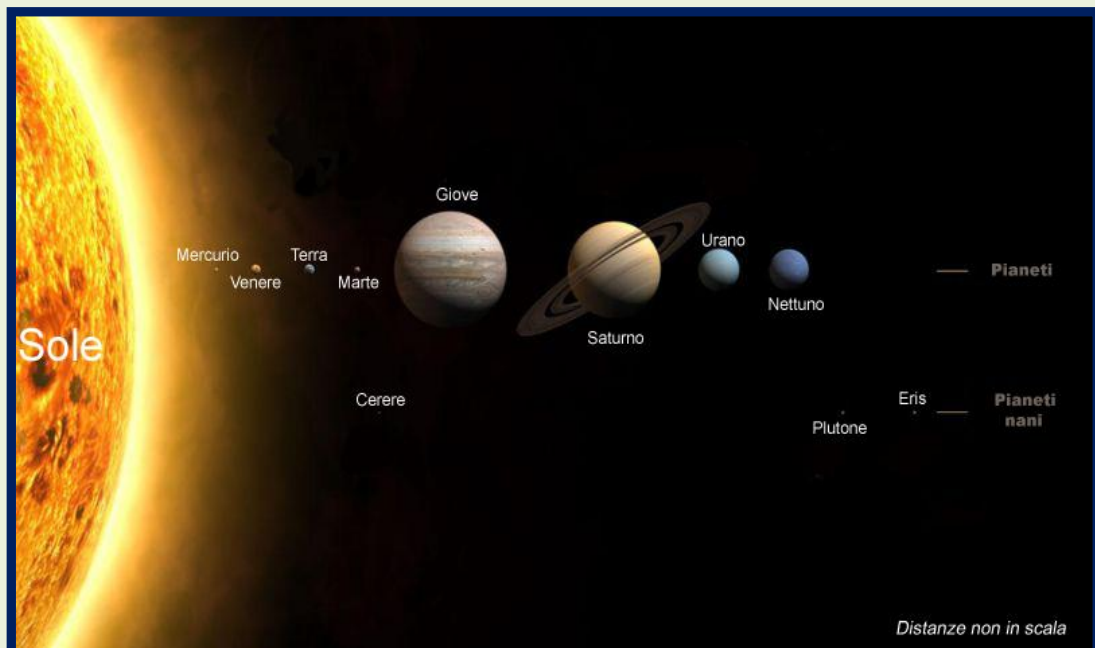 Giove
Mercurio
Terra
Urano
Venere
Marte
Pianeti
Nettuno
Saturno
Sole
Cerere
Eris
Pianeti
nani
Plutone
Distanze non in scala